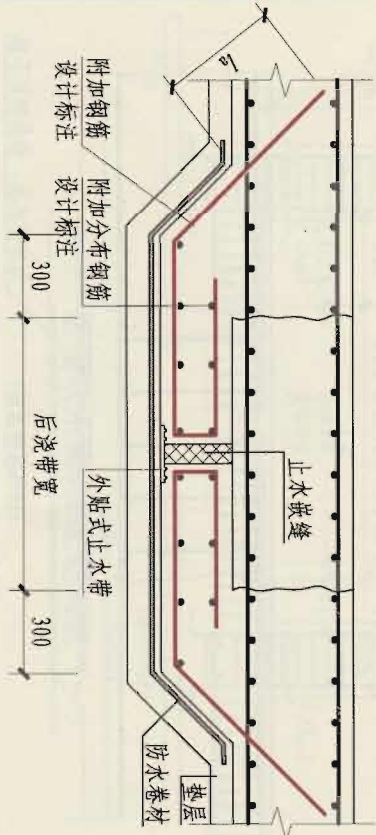 la
附加钢筋
设计标注
附加分布钢筋
设计标注
300
后浇带宽
300
外贴式止水带
止水嵌缝
防水卷材
垫层